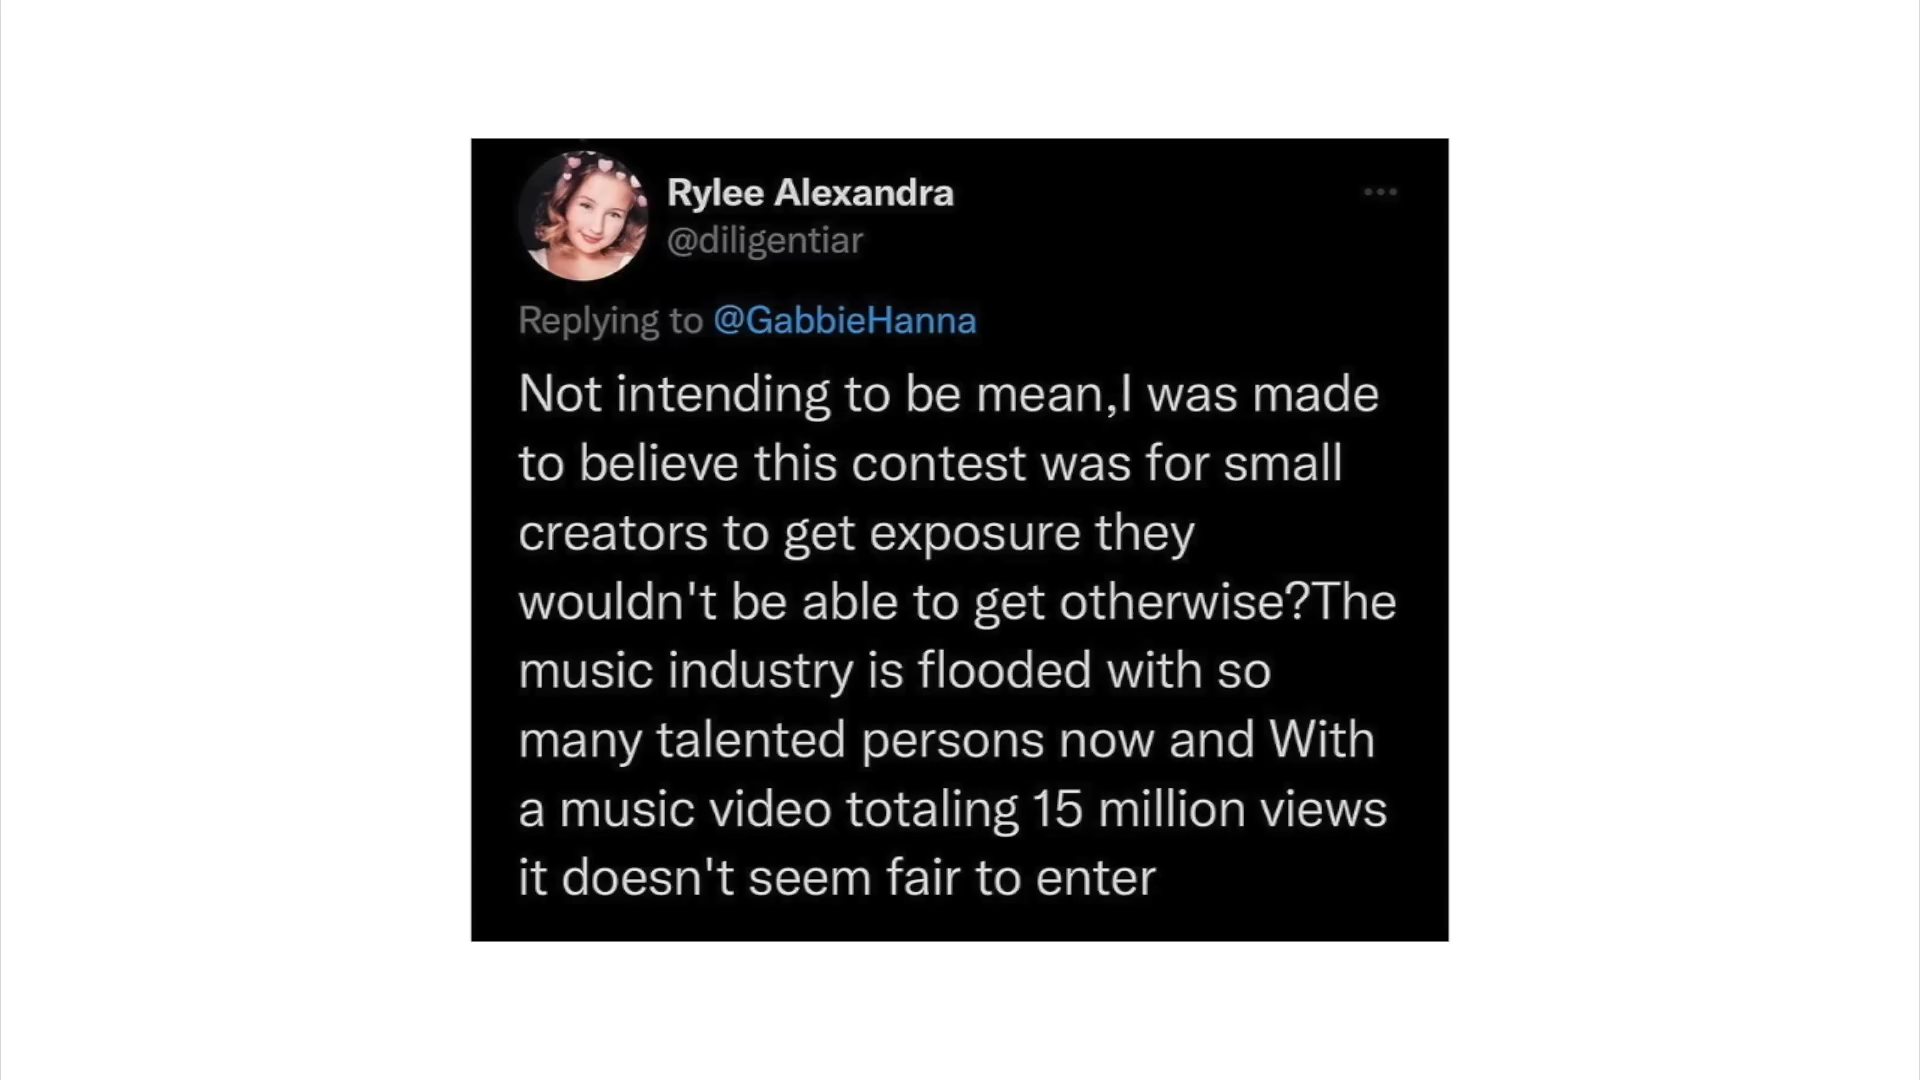 Rylee Alexandra
@diligentiar
Replying to @GabbieHanna
Not intending to be mean,I was made
to believe this contest was for small
creators to get exposure they
wouldn't be able to get otherwise?The
music industry is flooded with so
many talented persons now and With
a music video totaling 15 million views
it doesn't seem fair to enter